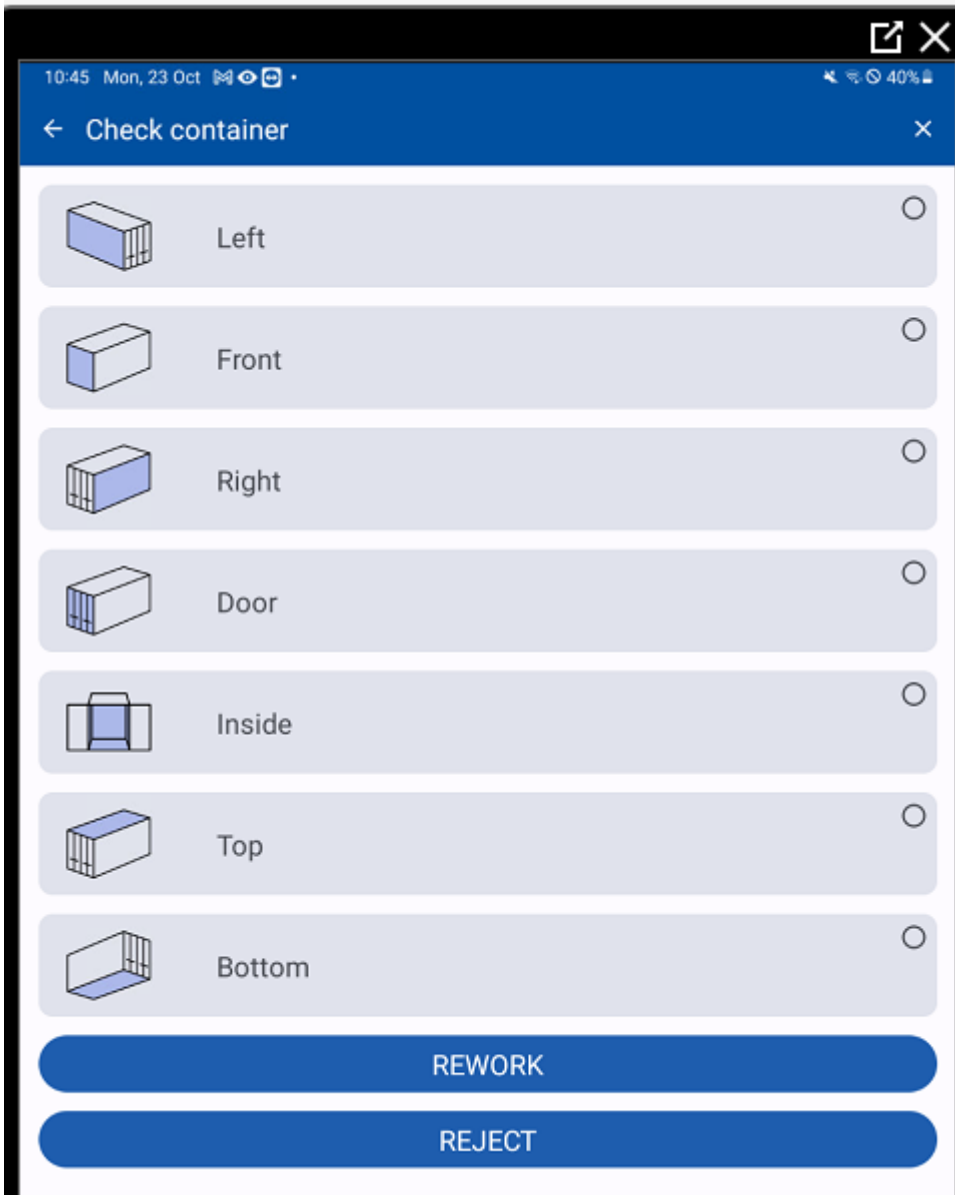 10:45 Mon, 23 Oct 40%
Check container
Left
Front
Right
Door
Inside
Top
Bottom
REWORK
REJECT